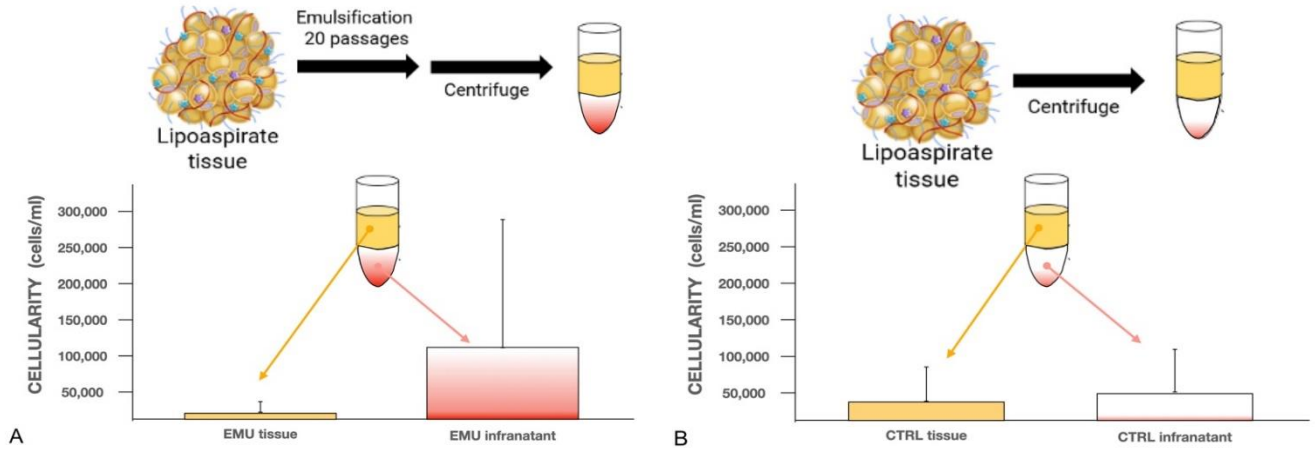 Emulsification
20 passages
Centrifuge
Lipoaspirate
tissue
CELLULARITY (cells/ml)
300,000
250,000
200,000
150,000
100,000
50,000
EMU tissue
EMU infranatant
A
Centrifuge
Lipoaspirate
tissue
CELLULARITY (cells/ml)
300,000
250,000
200,000
150,000
100,000
50,000
CTRL tissue
CTRL infranatant
B